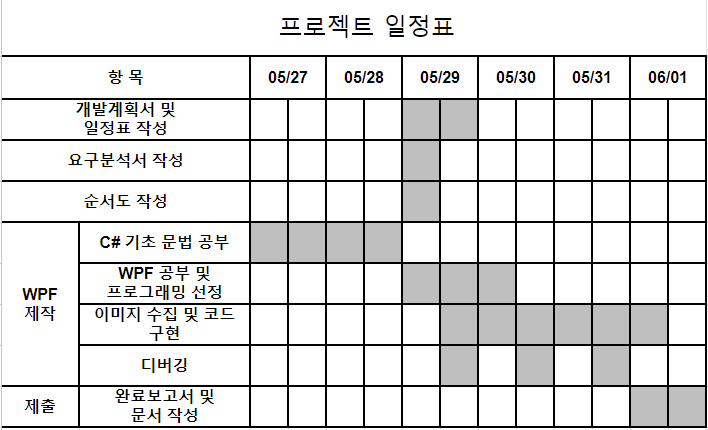 프로젝트 일정표
항 목 05/27 05/28 05/29 05/30 05/31 06/01
개발계획서 및
일정표 작성
요구분석서 작성
순서도 작성
WPF
제작
C# 기초 문법 공부
WPF 공부 및
프로그래밍 선정
이미지 수집 및 코드
구현
디버깅
제출
완료보고서 및
문서 작성